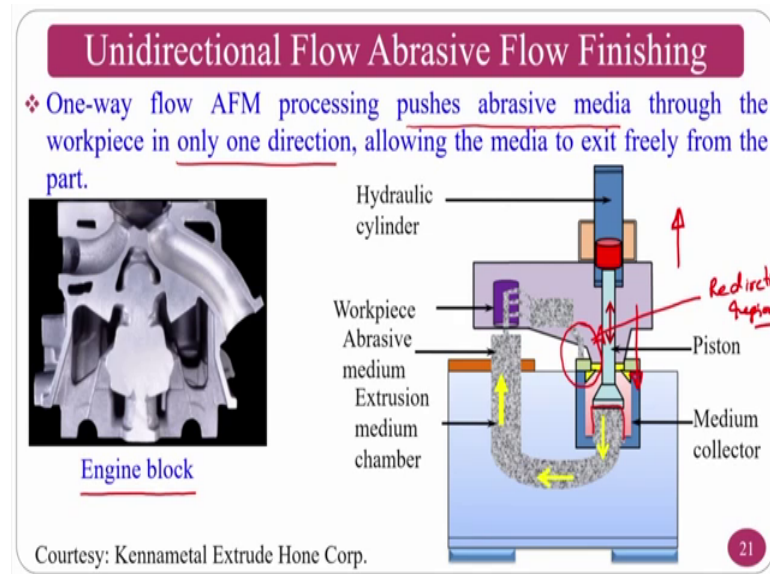 Unidirectional Flow Abrasive Flow Finishing
❖ One-way flow AFM processing pushes abrasive media through the
workpiece in only one direction, allowing the media to exit freely from the
part.
Hydraulic
cylinder
Workpiece
Abrasive
medium
Extrusion
medium
chamber
Piston
Medium
collector
Engine block
Courtesy: Kennametal Extrude Hone Corp.
21